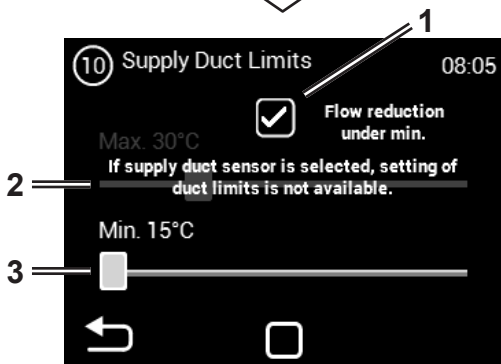 1
10 Supply Duct Limits 08:05
Flow reduction
under min.
Max. 30°C
If supply duct sensor is selected, setting of
duct limits is not available.
2
Min. 15°C
3